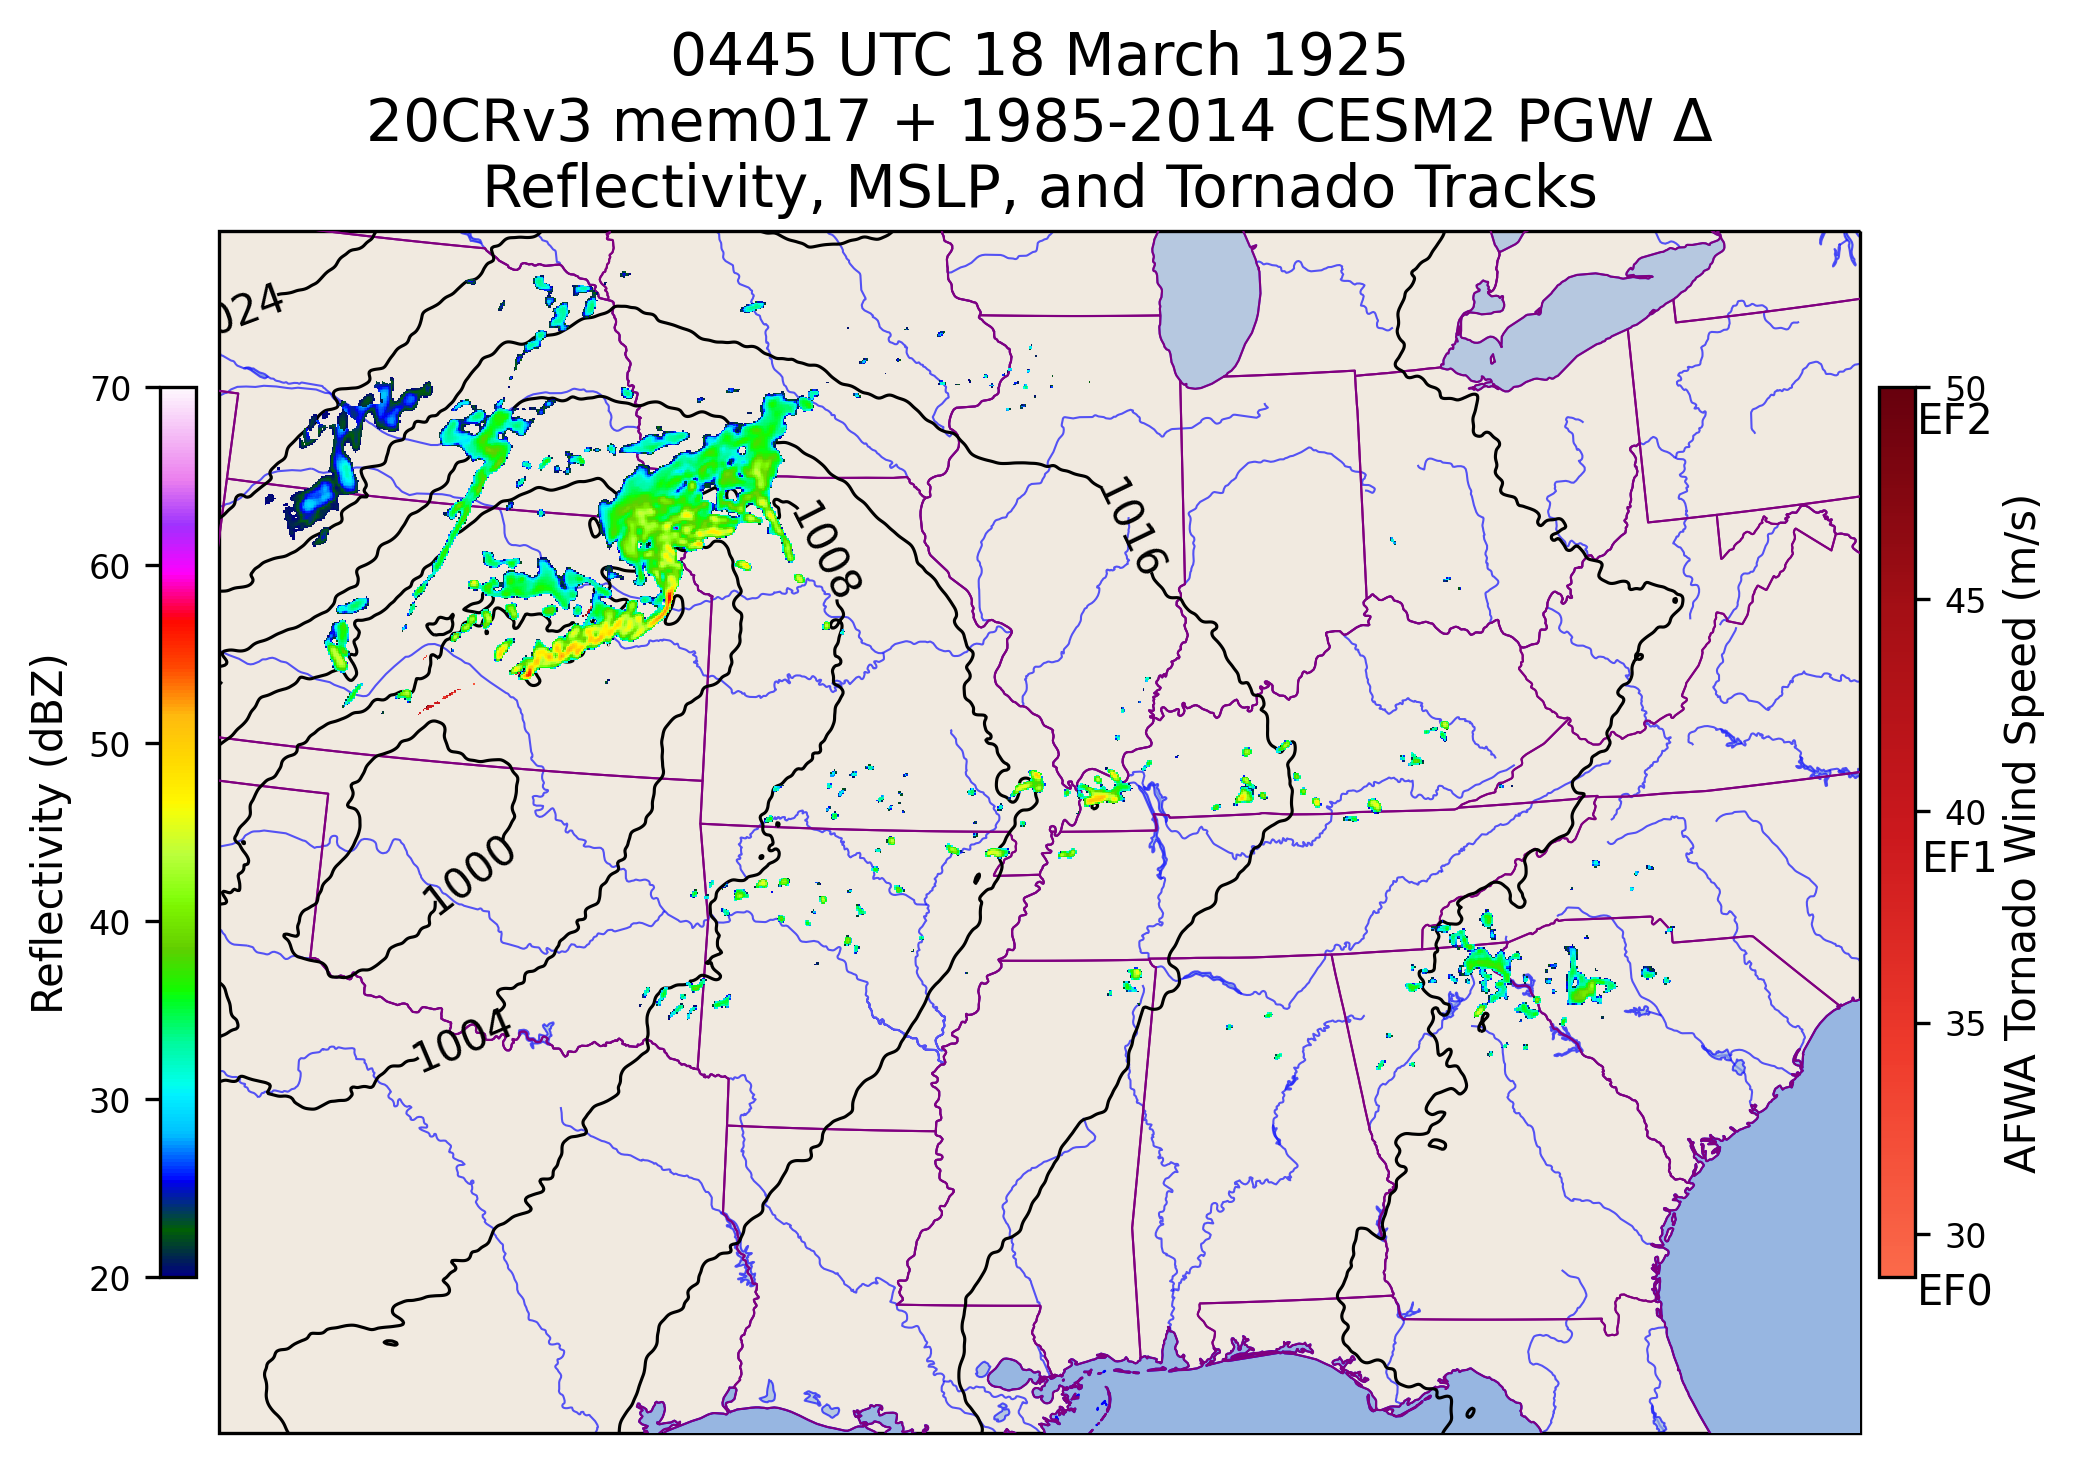 0445 UTC 18 March 1925
20CRv3 mem017 + 1985-2014 CESM2 PGW Δ
Reflectivity, MSLP, and Tornado Tracks
024
1016
1008
1000
1004
70
60
50
40
30
20
Reflectivity (dBZ)
50
EF2
45
40
EF1
35
30
EF0
AFWA Tornado Wind Speed (m/s)